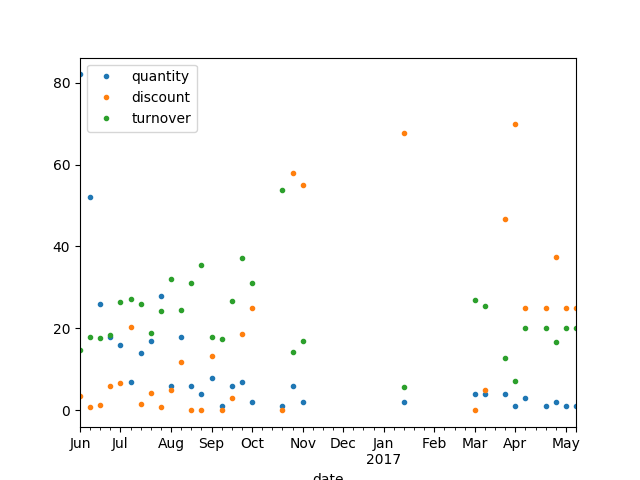 quantity
discount
turnover
80
60
40
20
0
Jun Jul Aug Sep Oct Nov Dec Jan Feb Mar Apr May
2017
date